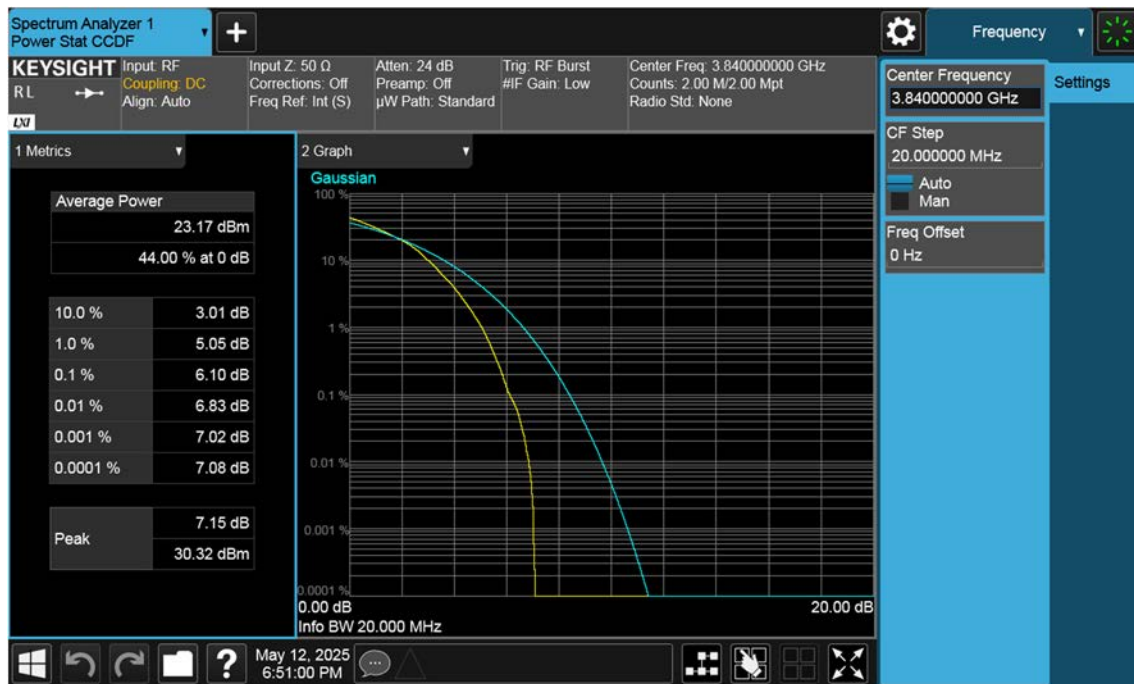 Spectrum Analyzer 1
Power Stat CCDF
+
Frequency
KEYSIGHT
RL
LXI
Input: RF
Coupling: DC
Align: Auto
Input Z: 50 Ω
Corrections: Off
Freq Ref: Int (S)
Atten: 24 dB
Preamp: Off
µW Path: Standard
Trig: RF Burst
#IF Gain: Low
Center Freq: 3.840000000 GHz
Counts: 2.00 M/2.00 Mpt
Radio Std: None
Center Frequency
3.840000000 GHz
Settings
CF Step
20.000000 MHz
Auto
Man
Freq Offset
0 Hz
1 Metrics
Average Power
23.17 dBm
44.00 % at 0 dB
10.0 % 3.01 dB
1.0 % 5.05 dB
0.1 % 6.10 dB
0.01 % 6.83 dB
0.001 % 7.02 dB
0.0001 % 7.08 dB
Peak
7.15 dB
30.32 dBm
2 Graph
Gaussian
100 %
10 %
1 %
0.1 %
0.01 %
0.001 %
0.0001 %
0.00 dB 20.00 dB
Info BW 20.000 MHz
?
May 12, 2025
6:51:00 PM